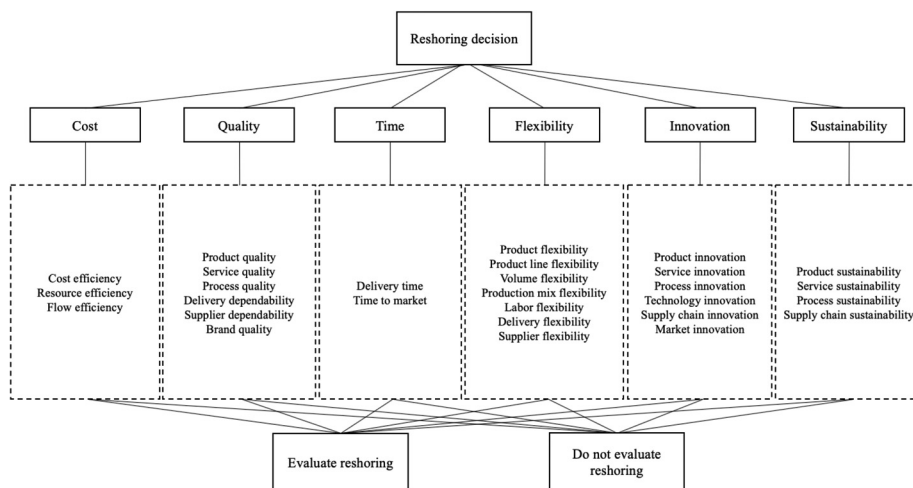 Reshoring decision
Cost
Quality
Time
Flexibility
Innovation
Sustainability
Cost efficiency
Resource efficiency
Flow efficiency
Product quality
Service quality
Process quality
Delivery dependability
Supplier dependability
Brand quality
Delivery time
Time to market
Product flexibility
Product line flexibility
Volume flexibility
Production mix flexibility
Labor flexibility
Delivery flexibility
Supplier flexibility
Product innovation
Service innovation
Process innovation
Technology innovation
Supply chain innovation
Market innovation
Product sustainability
Service sustainability
Process sustainability
Supply chain sustainability
Evaluate reshoring
Do not evaluate
reshoring